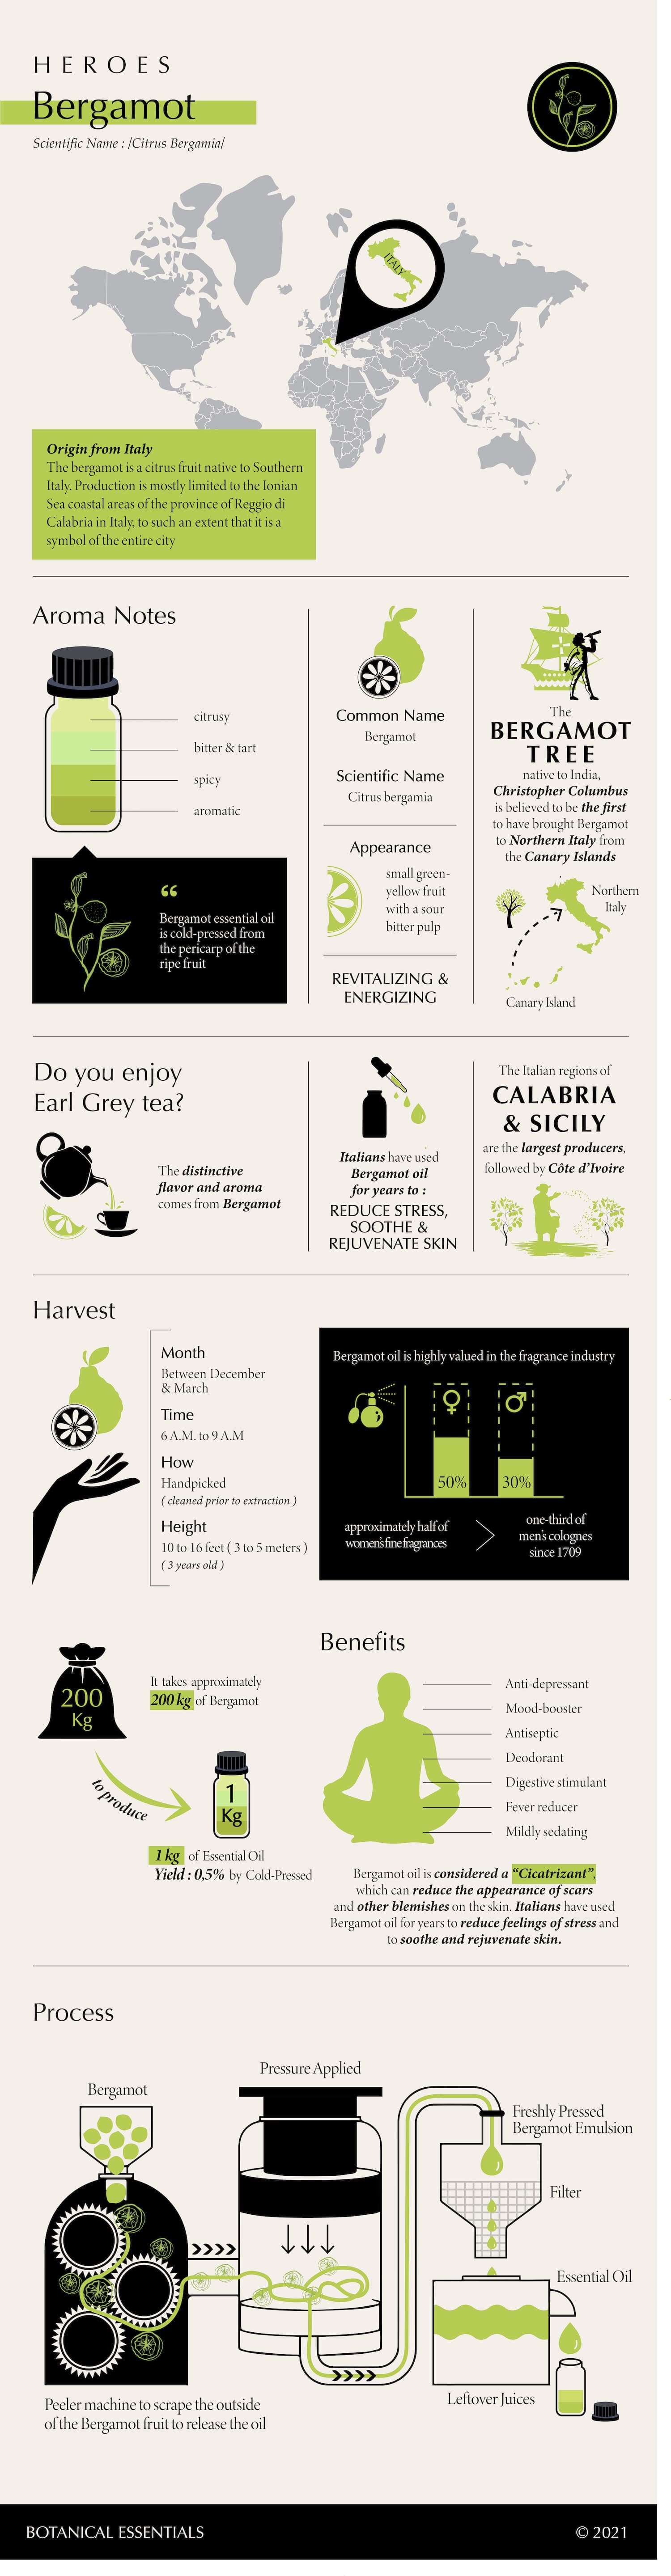 HEROES
Bergamot
Scientific Name : /Citrus Bergamia/
ITALY
Origin from Italy
The bergamot is a citrus fruit native to Southern
Italy. Production is mostly limited to the Ionian
Sea coastal areas of the province of Reggio di
Calabria in Italy, to such an extent that it is a
symbol of the entire city
Aroma Notes
citrusy
bitter & tart
spicy
aromatic
“
Bergamot essential oil
is cold-pressed from
the pericarp of the
ripe fruit
Common Name
Bergamot
Scientific Name
Citrus bergamia
Appearance
small green-
yellow fruit
with a sour
bitter pulp
REVITALIZING &
ENERGIZING
The
BERGAMOT
TREE
native to India,
Christopher Columbus
is believed to be the first
to have brought Bergamot
to Northern Italy from
the Canary Islands
Northern
Italy
Canary Island
Do you enjoy
Earl Grey tea?
The distinctive
flavor and aroma
comes from Bergamot
Italians have used
Bergamot oil
for years to :
REDUCE STRESS,
SOOTHE &
REJUVENATE SKIN
The Italian regions of
CALABRIA
& SICILY
are the largest producers,
followed by Côte d’Ivoire
Harvest
Month
Between December
& March
Time
6 A.M. to 9 A.M
How
Handpicked
( cleaned prior to extraction )
Height
10 to 16 feet ( 3 to 5 meters )
( 3 years old )
Bergamot oil is highly valued in the fragrance industry
50%
30%
approximately half of
women's fine fragrances
one-third of
men's colognes
since 1709
200
Kg
It takes approximately
200 kg of Bergamot
to produce
1
Kg
1 kg of Essential Oil
Yield : 0,5% by Cold-Pressed
Benefits
Anti-depressant
Mood-booster
Antiseptic
Deodorant
Digestive stimulant
Fever reducer
Mildly sedating
Bergamot oil is considered a “Cicatrizant”,
which can reduce the appearance of scars
and other blemishes on the skin. Italians have used
Bergamot oil for years to reduce feelings of stress and
to soothe and rejuvenate skin.
Process
Bergamot
Pressure Applied
Freshly Pressed
Bergamot Emulsion
Filter
Essential Oil
Leftover Juices
Peeler machine to scrape the outside
of the Bergamot fruit to release the oil
BOTANICAL ESSENTIALS
© 2021